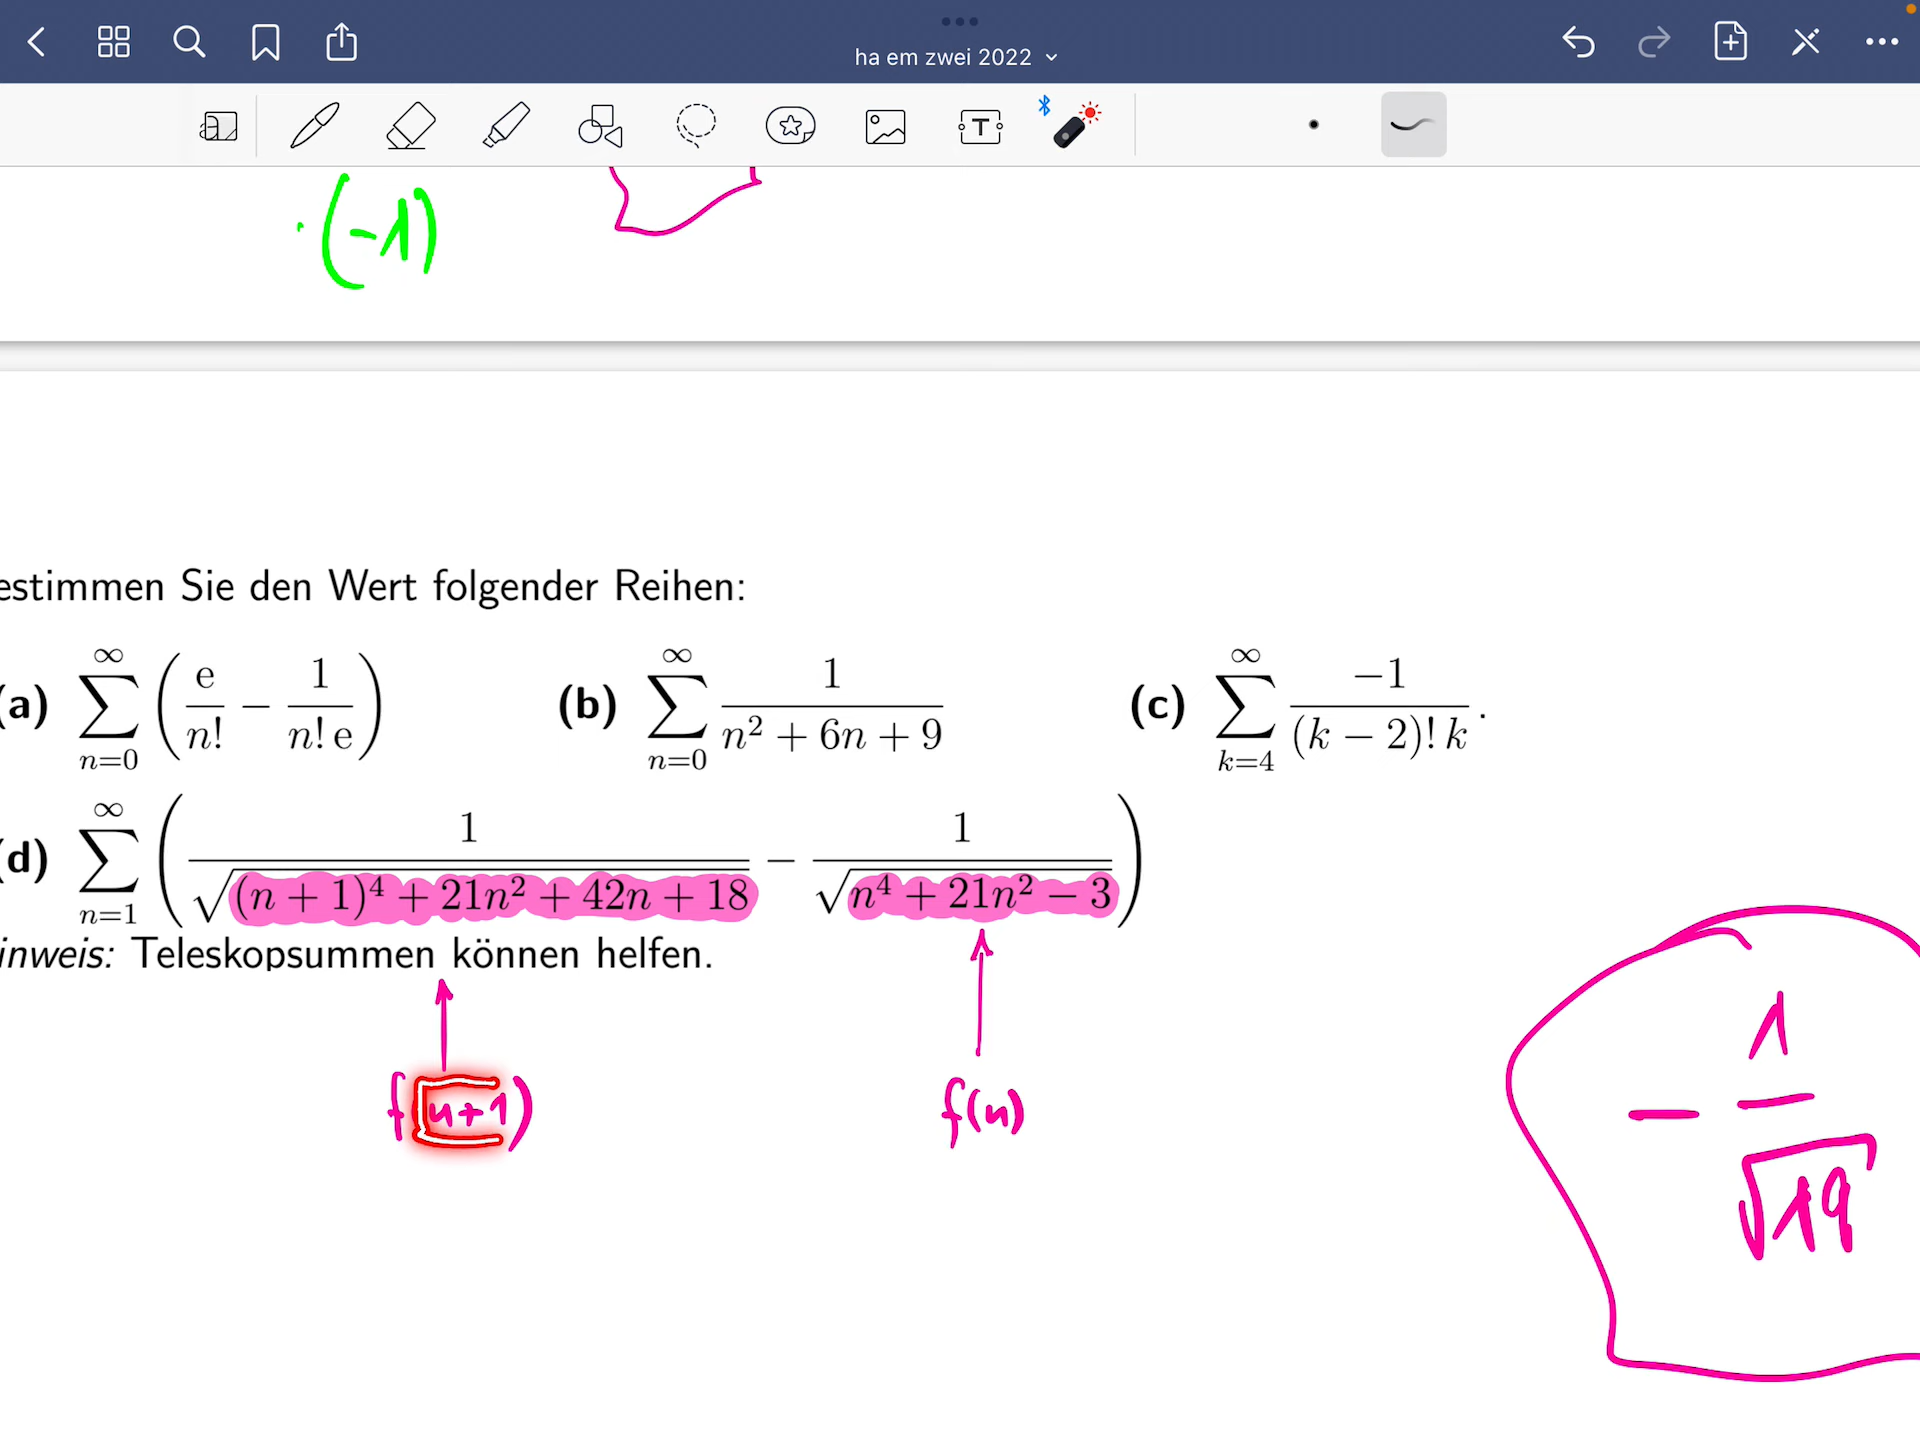 ha em zwei 2022
·(-1)
estimmen Sie den Wert folgender Reihen:
(a) ∑_{n=0}^{∞} (e/n! − 1/(n! e)) (b) ∑_{n=0}^{∞} 1/(n² + 6n + 9) (c) ∑_{k=4}^{∞} −1/((k − 2)! k).
(d) ∑_{n=1}^{∞} (1/√((n + 1)⁴ + 21n² + 42n + 18) − 1/√(n⁴ + 21n² − 3))
inweis: Teleskopsummen können helfen.
f(n+1) f(n)
− 1/√19